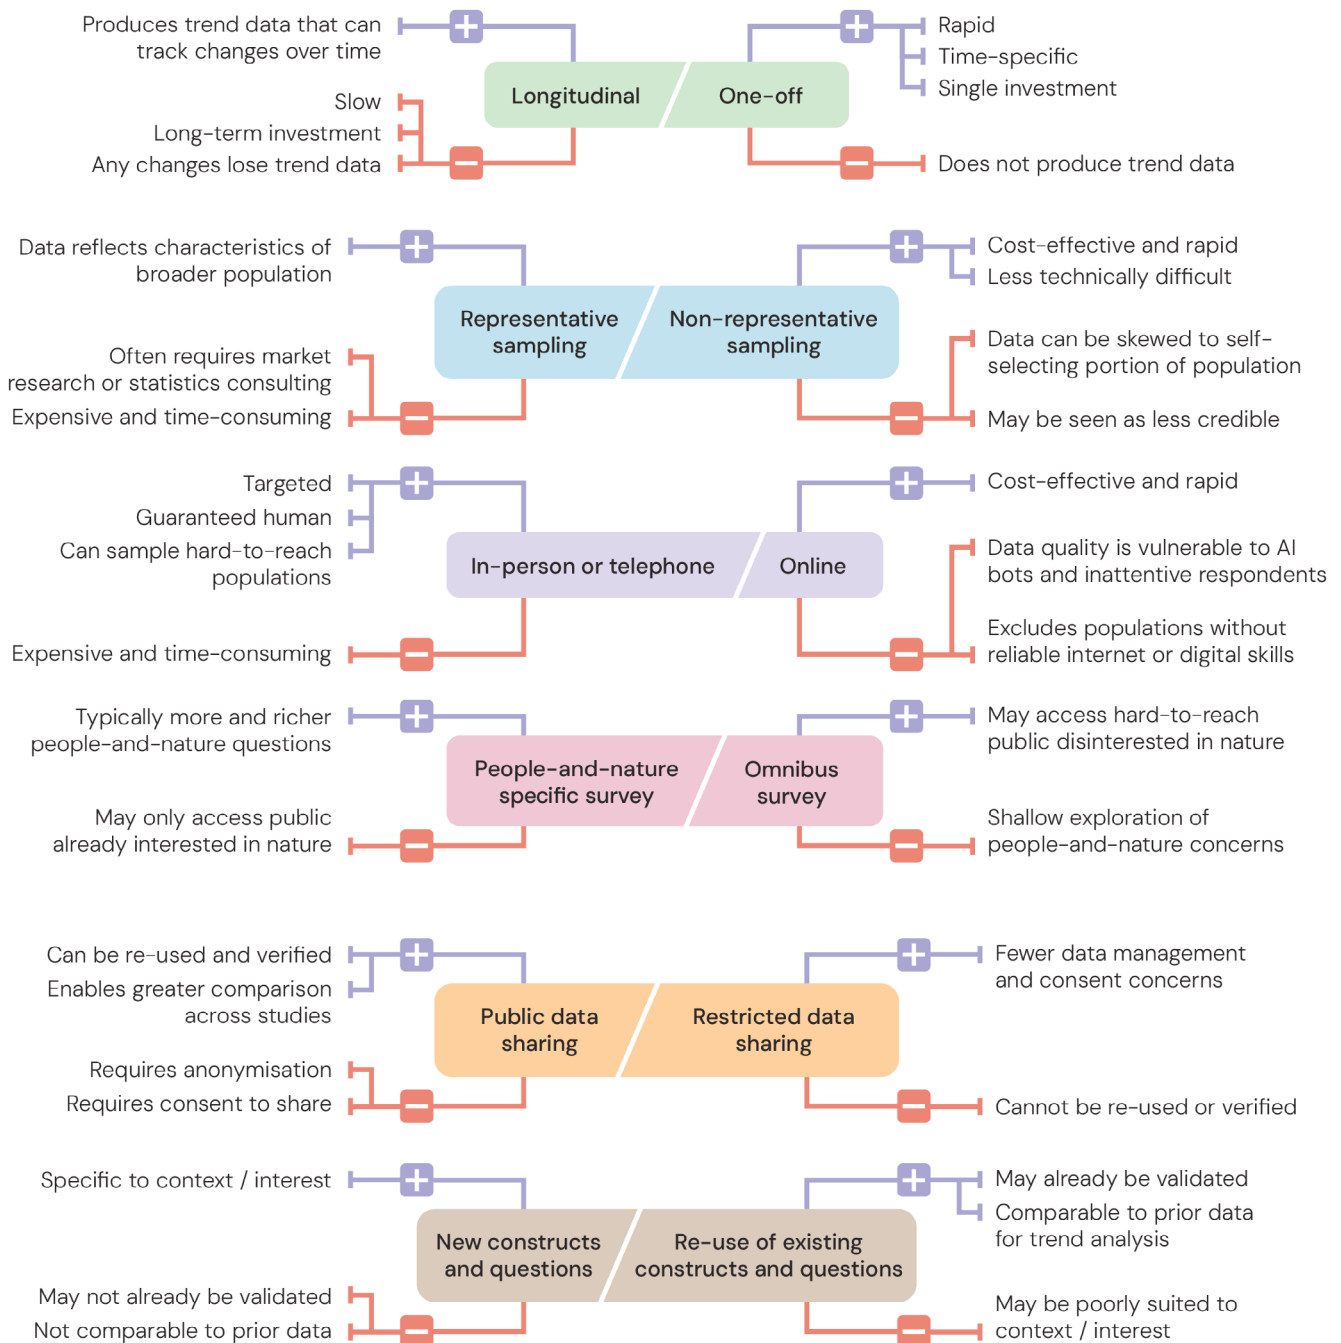 Produces trend data that can
track changes over time
Slow
Long-term investment
Any changes lose trend data
Longitudinal
One-off
Rapid
Time-specific
Single investment
Does not produce trend data
Data reflects characteristics of
broader population
Often requires market
research or statistics consulting
Expensive and time-consuming
Representative
sampling
Non-representative
sampling
Cost-effective and rapid
Less technically difficult
Data can be skewed to self-
selecting portion of population
May be seen as less credible
Targeted
Guaranteed human
Can sample hard-to-reach
populations
Expensive and time-consuming
In-person or telephone
Online
Cost-effective and rapid
Data quality is vulnerable to AI
bots and inattentive respondents
Excludes populations without
reliable internet or digital skills
Typically more and richer
people-and-nature questions
May only access public
already interested in nature
People-and-nature
specific survey
Omnibus
survey
May access hard-to-reach
public disinterested in nature
Shallow exploration of
people-and-nature concerns
Can be re-used and verified
Enables greater comparison
across studies
Requires anonymisation
Requires consent to share
Public data
sharing
Restricted data
sharing
Fewer data management
and consent concerns
Cannot be re-used or verified
Specific to context / interest
May not already be validated
Not comparable to prior data
New constructs
and questions
Re-use of existing
constructs and questions
May already be validated
Comparable to prior data
for trend analysis
May be poorly suited to
context / interest